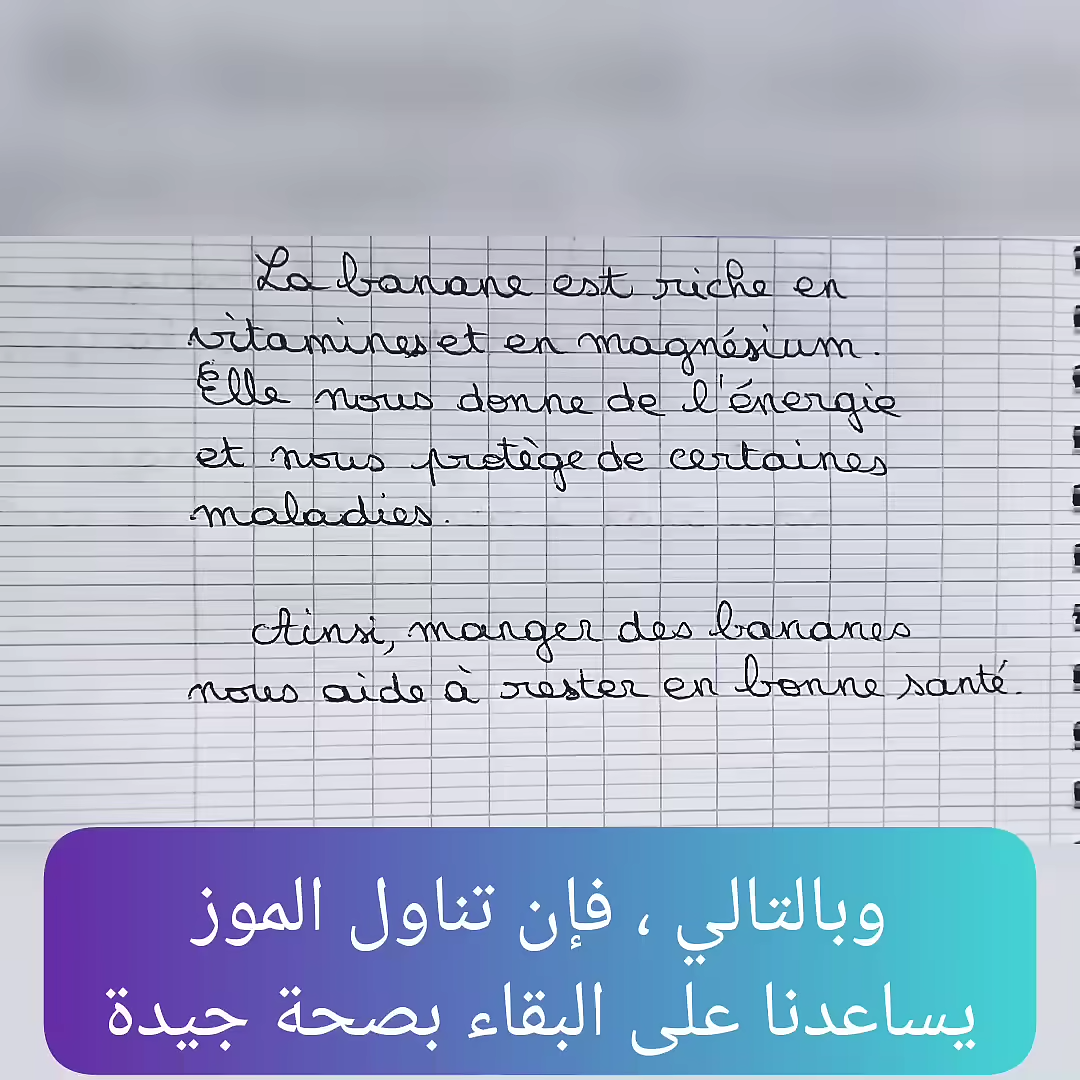 La banane est riche en
vitamines et en magnésium.
Elle nous donne de l'énergie
et nous protège de certaines
maladies.
Ainsi, manger des bananes
nous aide à rester en bonne santé.
وبالتالي ، فإن تناول الموز
يساعدنا على البقاء بصحة جيدة